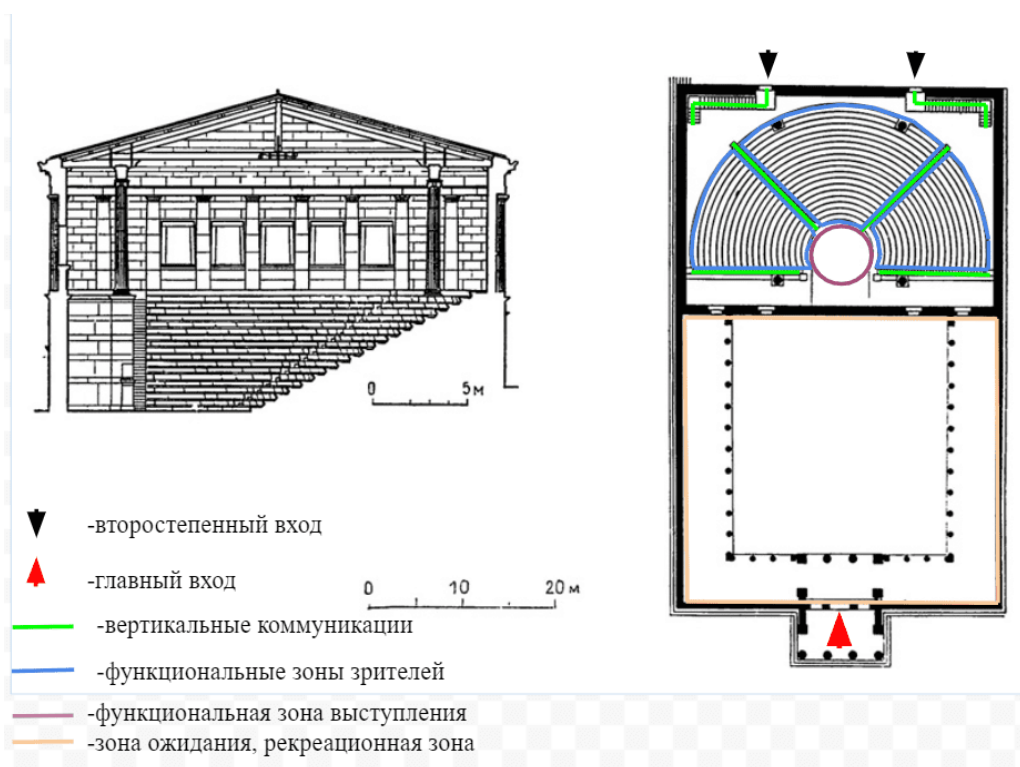 0 5 м
-второстепенный вход
-главный вход
0 10 20 м
-вертикальные коммуникации
-функциональные зоны зрителей
-функциональная зона выступления
-зона ожидания, рекреационная зона